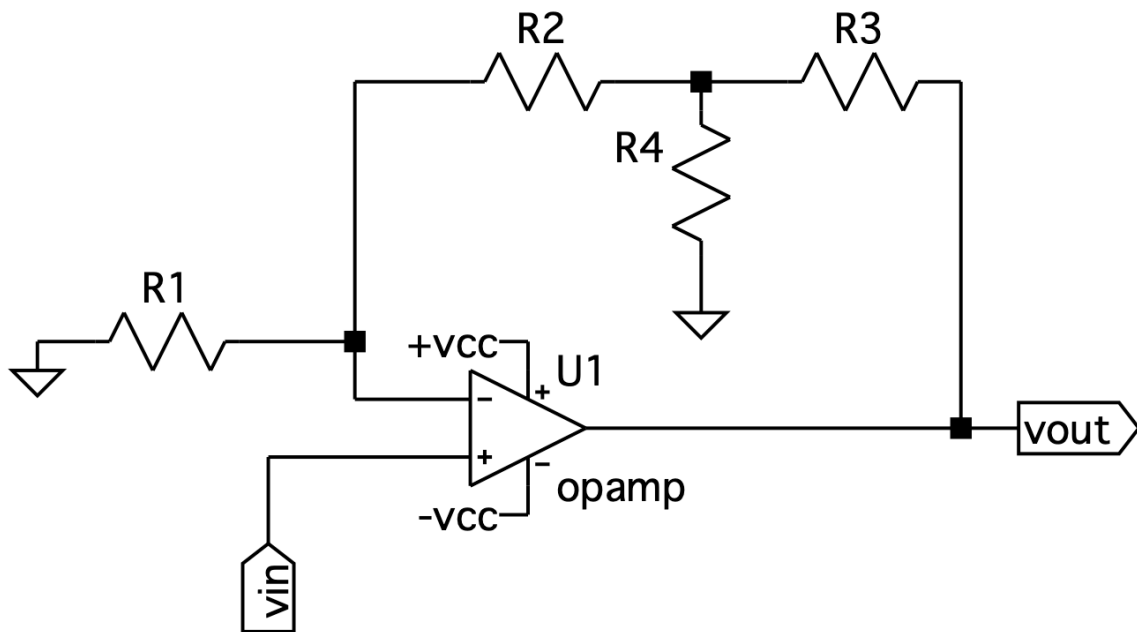 R2
R3
R4
R1
+vcc
U1
-
+
+
-
opamp
-vcc
vout
vin